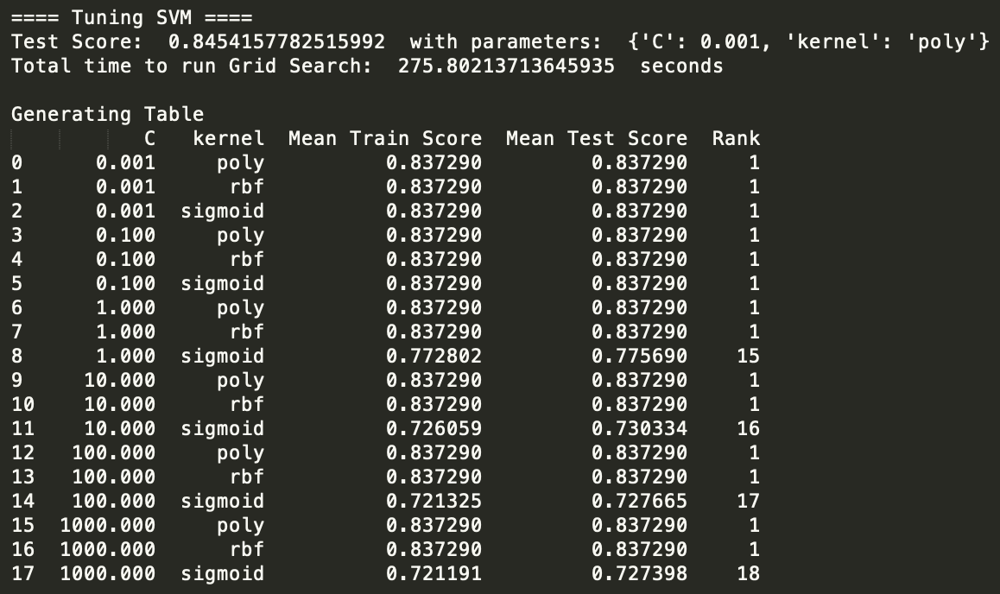 ==== Tuning SVM ====
Test Score:  0.8454157782515992  with parameters:  {'C': 0.001, 'kernel': 'poly'}
Total time to run Grid Search:  275.80213713645935  seconds

Generating Table
           C   kernel  Mean Train Score  Mean Test Score  Rank
0      0.001     poly          0.837290         0.837290     1
1      0.001      rbf          0.837290         0.837290     1
2      0.001  sigmoid          0.837290         0.837290     1
3      0.100     poly          0.837290         0.837290     1
4      0.100      rbf          0.837290         0.837290     1
5      0.100  sigmoid          0.837290         0.837290     1
6      1.000     poly          0.837290         0.837290     1
7      1.000      rbf          0.837290         0.837290     1
8      1.000  sigmoid          0.772802         0.775690    15
9     10.000     poly          0.837290         0.837290     1
10    10.000      rbf          0.837290         0.837290     1
11    10.000  sigmoid          0.726059         0.730334    16
12   100.000     poly          0.837290         0.837290     1
13   100.000      rbf          0.837290         0.837290     1
14   100.000  sigmoid          0.721325         0.727665    17
15  1000.000     poly          0.837290         0.837290     1
16  1000.000      rbf          0.837290         0.837290     1
17  1000.000  sigmoid          0.721191         0.727398    18